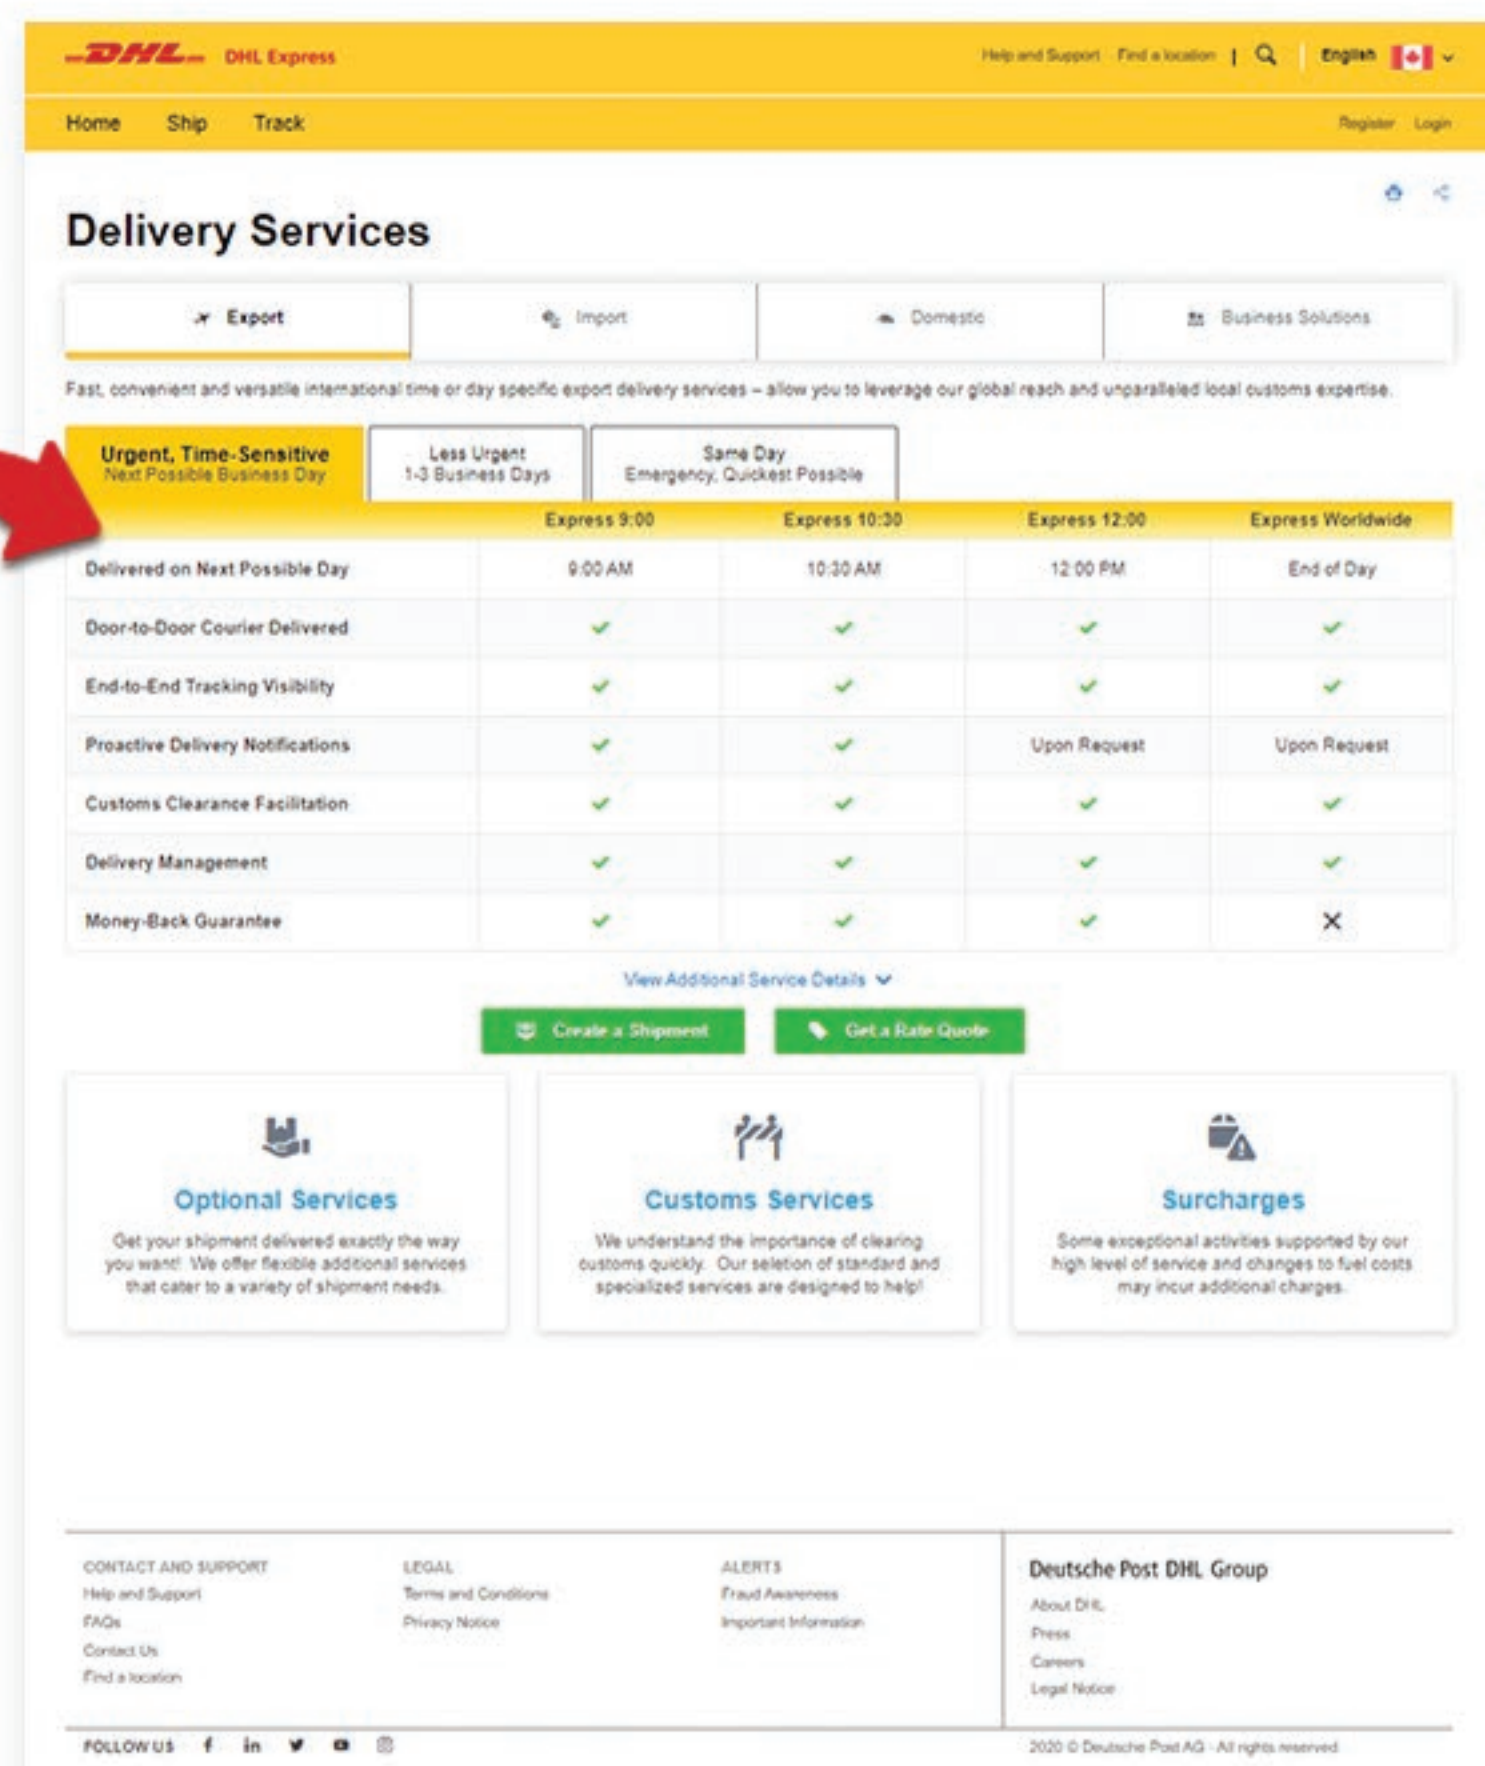 DHL DHL Express
Help and Support Find a location | English
Home Ship Track
Register Login
Delivery Services
Export Import Domestic Business Solutions
Fast, convenient and versatile international time or day specific export delivery services – allow you to leverage our global reach and unparalleled local customs expertise.
Urgent, Time-Sensitive
Next Possible Business Day
Less Urgent
1-3 Business Days
Same Day
Emergency, Quickest Possible
Express 9:00 Express 10:30 Express 12:00 Express Worldwide
Delivered on Next Possible Day 9:00 AM 10:30 AM 12:00 PM End of Day
Door-to-Door Courier Delivered ✓ ✓ ✓ ✓
End-to-End Tracking Visibility ✓ ✓ ✓ ✓
Proactive Delivery Notifications ✓ ✓ Upon Request Upon Request
Customs Clearance Facilitation ✓ ✓ ✓ ✓
Delivery Management ✓ ✓ ✓ ✓
Money-Back Guarantee ✓ ✓ ✓ ✕
View Additional Service Details
Create a Shipment Get a Rate Quote
Optional Services
Get your shipment delivered exactly the way
you want! We offer flexible additional services
that cater to a variety of shipment needs.
Customs Services
We understand the importance of clearing
customs quickly. Our seletion of standard and
specialized services are designed to help!
Surcharges
Some exceptional activities supported by our
high level of service and changes to fuel costs
may incur additional charges.
CONTACT AND SUPPORT
Help and Support
FAQs
Contact Us
Find a location
LEGAL
Terms and Conditions
Privacy Notice
ALERTS
Fraud Awareness
Important Information
Deutsche Post DHL Group
About DHL
Press
Careers
Legal Notice
FOLLOW US f in
2020 © Deutsche Post AG - All rights reserved